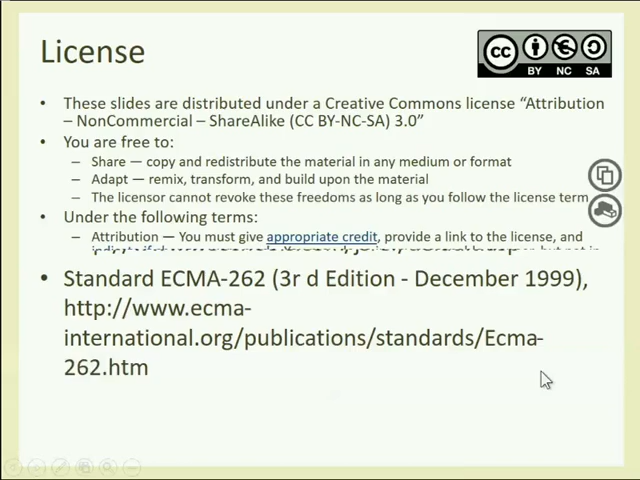 License
cc
BY NC SA
• These slides are distributed under a Creative Commons license “Attribution
– NonCommercial – ShareAlike (CC BY-NC-SA) 3.0”
• You are free to:
– Share — copy and redistribute the material in any medium or format
– Adapt — remix, transform, and build upon the material
– The licensor cannot revoke these freedoms as long as you follow the license term
• Under the following terms:
– Attribution — You must give appropriate credit, provide a link to the license, and
• Standard ECMA-262 (3r d Edition - December 1999),
http://www.ecma-
international.org/publications/standards/Ecma-
262.htm